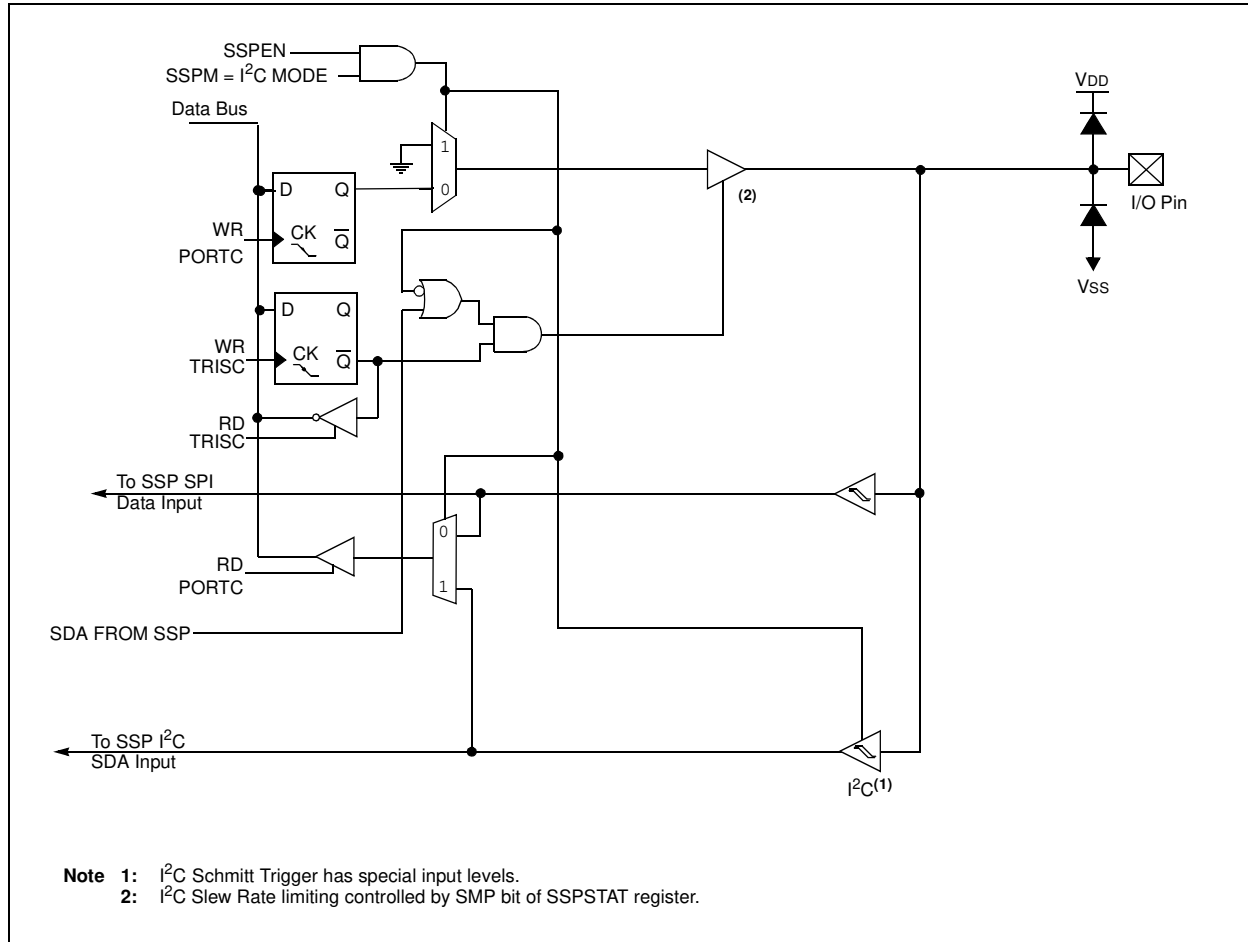 SSPEN
SSPM = I²C MODE
Data Bus
VDD
1
0
(2)
I/O Pin
D Q
WR
PORTC
CK Q̅
VSS
D Q
WR
TRISC
CK Q̅
RD
TRISC
To SSP SPI
Data Input
0
RD
PORTC
1
SDA FROM SSP
To SSP I²C
SDA Input
I²C(1)
Note 1: I²C Schmitt Trigger has special input levels.
2: I²C Slew Rate limiting controlled by SMP bit of SSPSTAT register.